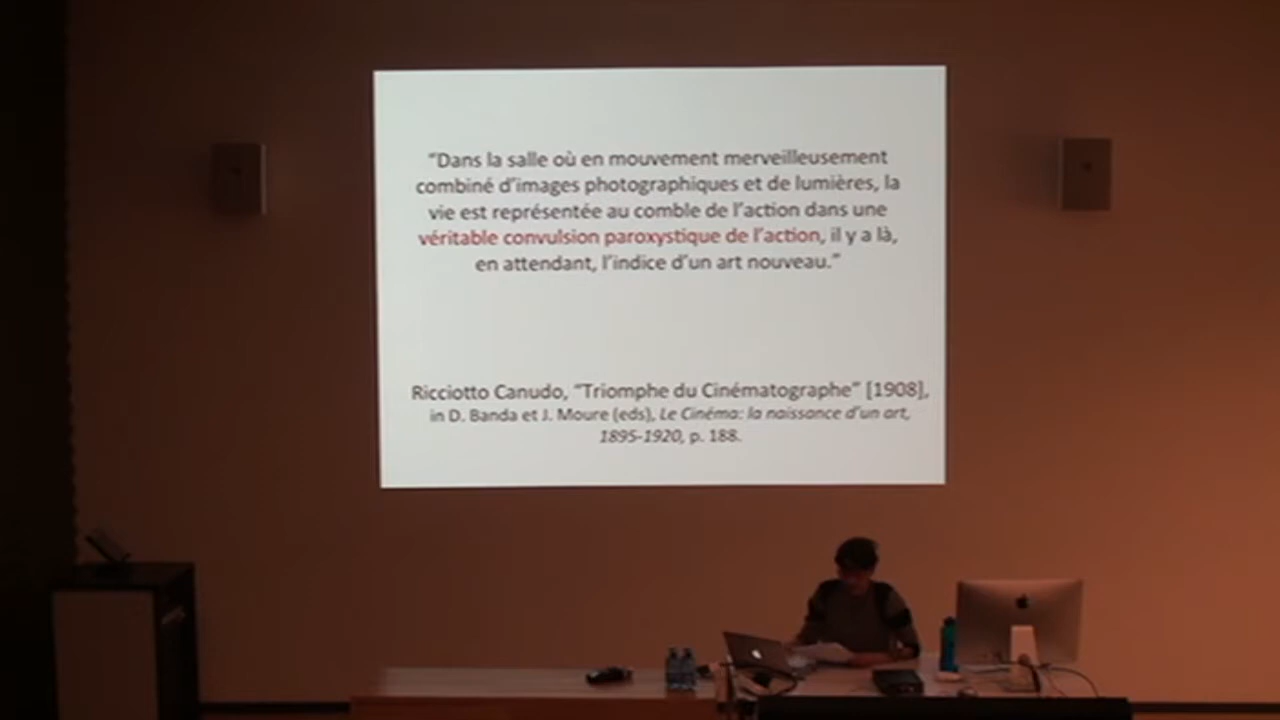 “Dans la salle où en mouvement merveilleusement
combiné d’images photographiques et de lumières, la
vie est représentée au comble de l’action dans une
véritable convulsion paroxystique de l’action, il y a là,
en attendant, l’indice d’un art nouveau.”
Ricciotto Canudo, “Triomphe du Cinématographe” [1908],
in D. Banda et J. Moure (eds), Le Cinéma: la naissance d’un art,
1895-1920, p. 188.